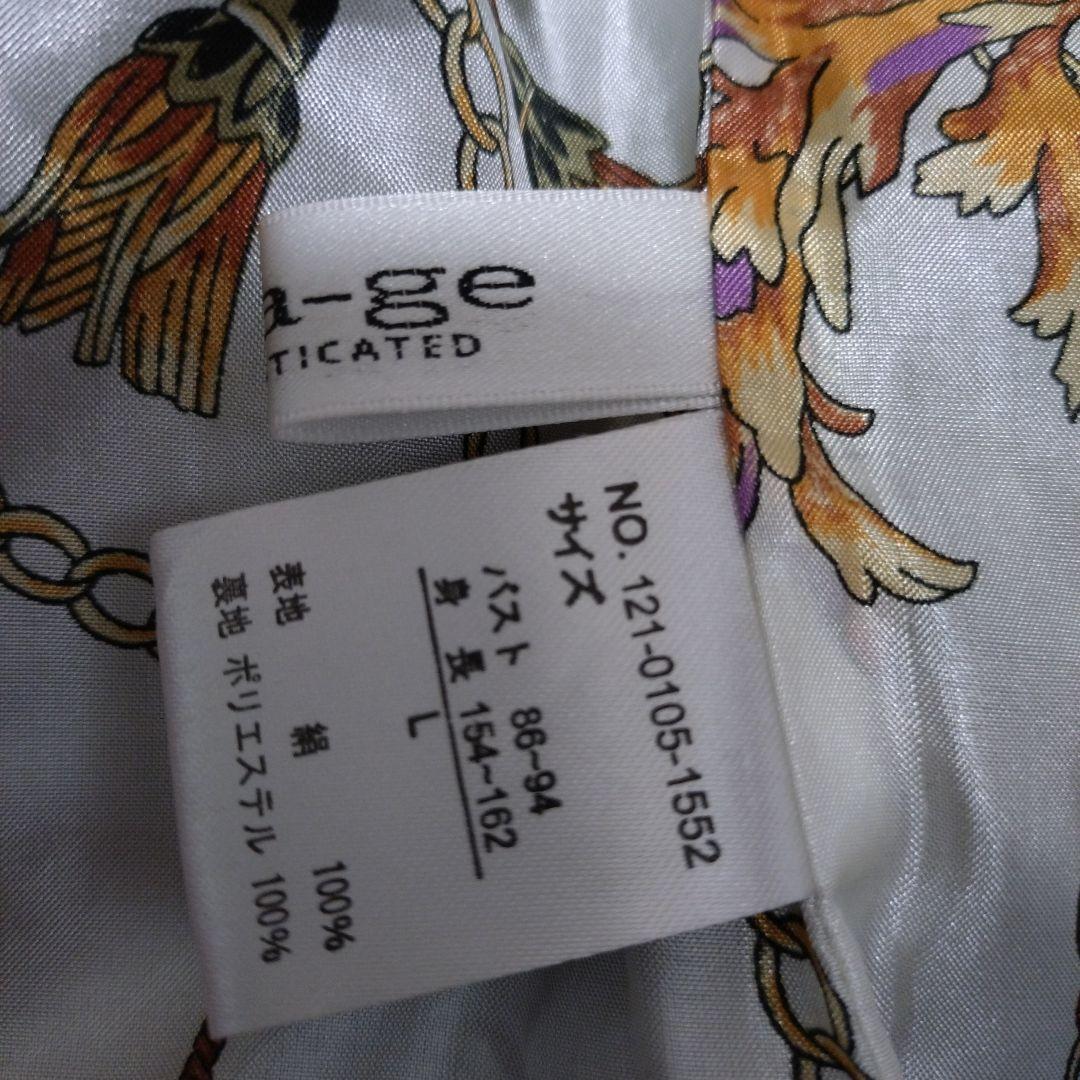 a-ge
TICATED
NO. 121-0105-1552
サイズ
バスト 86~94
身長 154~162
L
表地 絹 100%
裏地 ポリエステル 100%